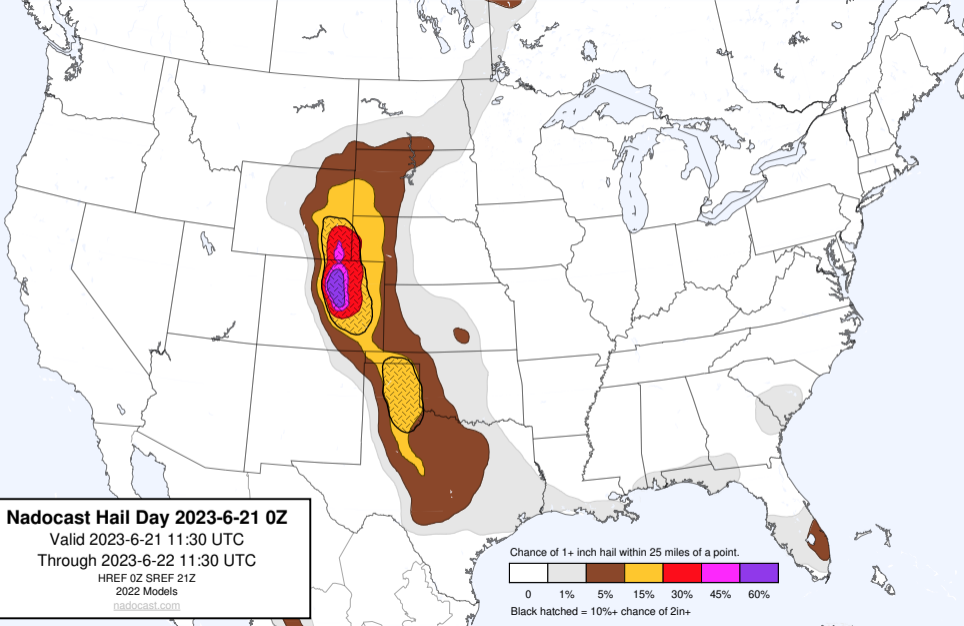 Nadocast Hail Day 2023-6-21 0Z
Valid 2023-6-21 11:30 UTC
Through 2023-6-22 11:30 UTC
HREF 0Z SREF 21Z
2022 Models
nadocast.com
Chance of 1+ inch hail within 25 miles of a point.
0 1% 5% 15% 30% 45% 60%
Black hatched = 10%+ chance of 2in+